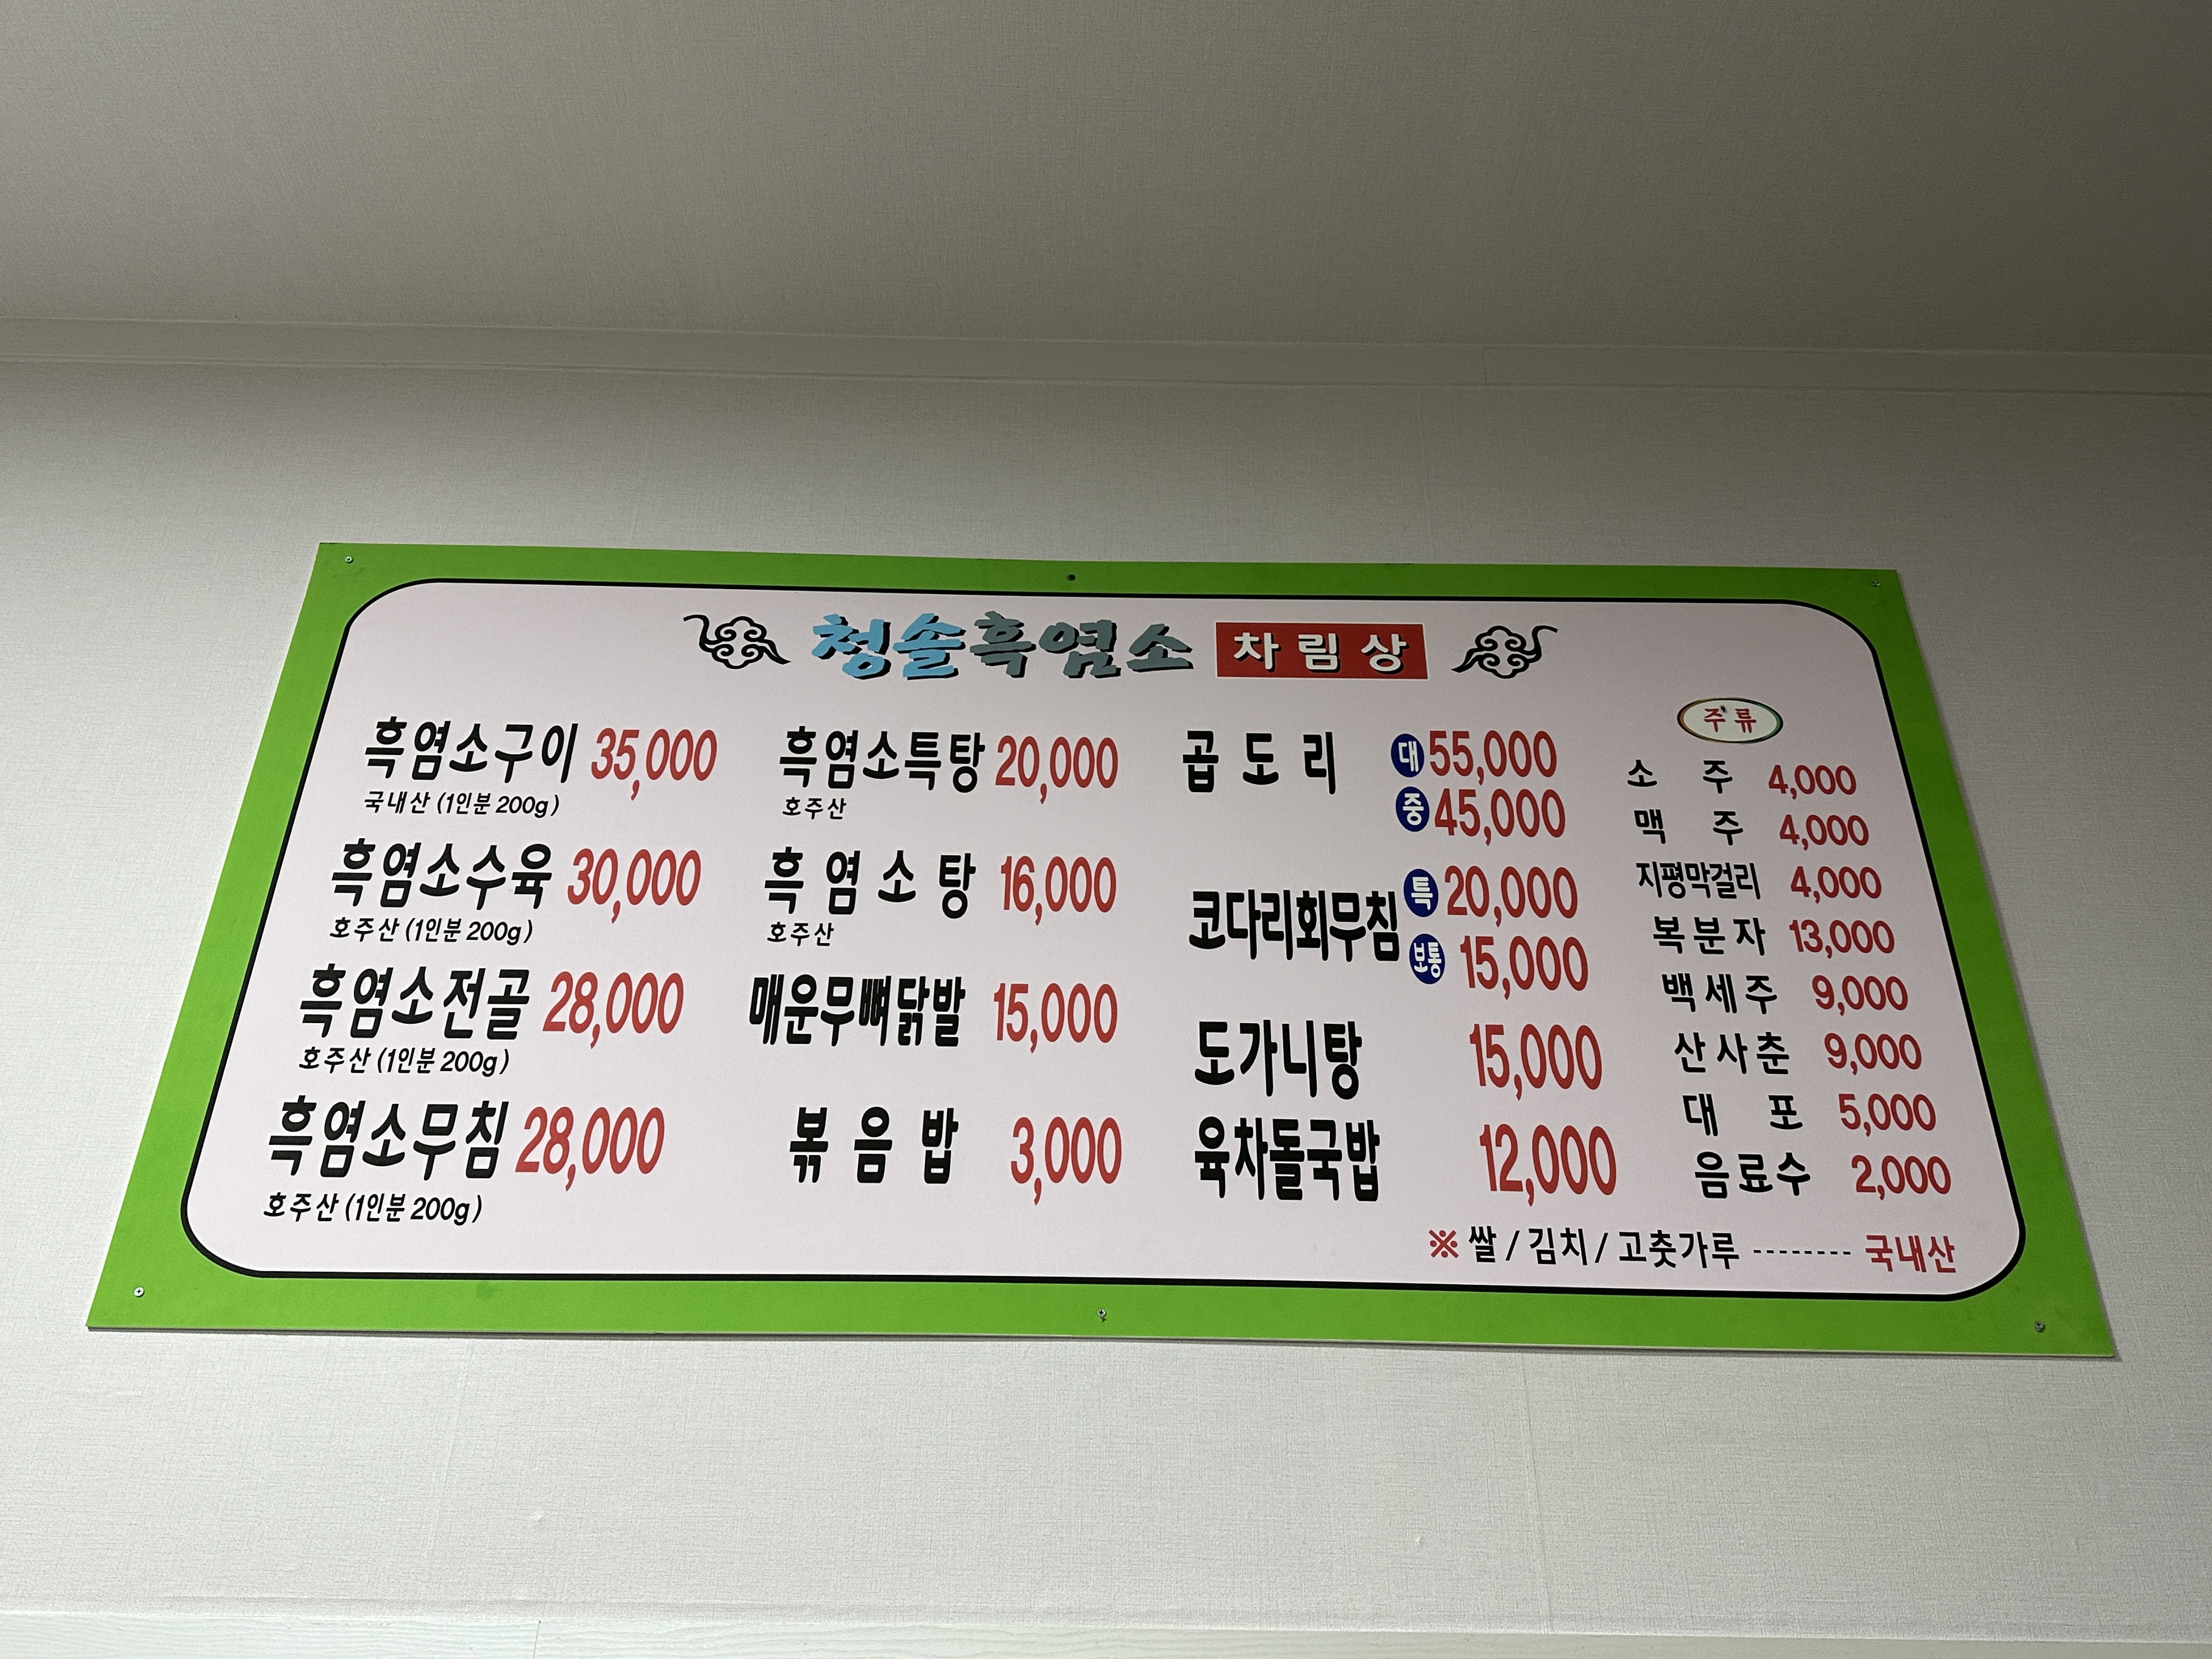 청솔흑염소 차림상
흑염소구이 35,000
국내산 (1인분 200g)
흑염소수육 30,000
호주산 (1인분 200g)
흑염소전골 28,000
호주산 (1인분 200g)
흑염소무침 28,000
호주산 (1인분 200g)
흑염소특탕 20,000
호주산
흑염소탕 16,000
호주산
매운무뼈닭발 15,000
볶음밥 3,000
곱도리 대 55,000
중 45,000
코다리회무침 특 20,000
보통 15,000
도가니탕 15,000
육차돌국밥 12,000
주류
소주 4,000
맥주 4,000
지평막걸리 4,000
복분자 13,000
백세주 9,000
산사춘 9,000
대포 5,000
음료수 2,000
※ 쌀 / 김치 / 고춧가루 -------- 국내산